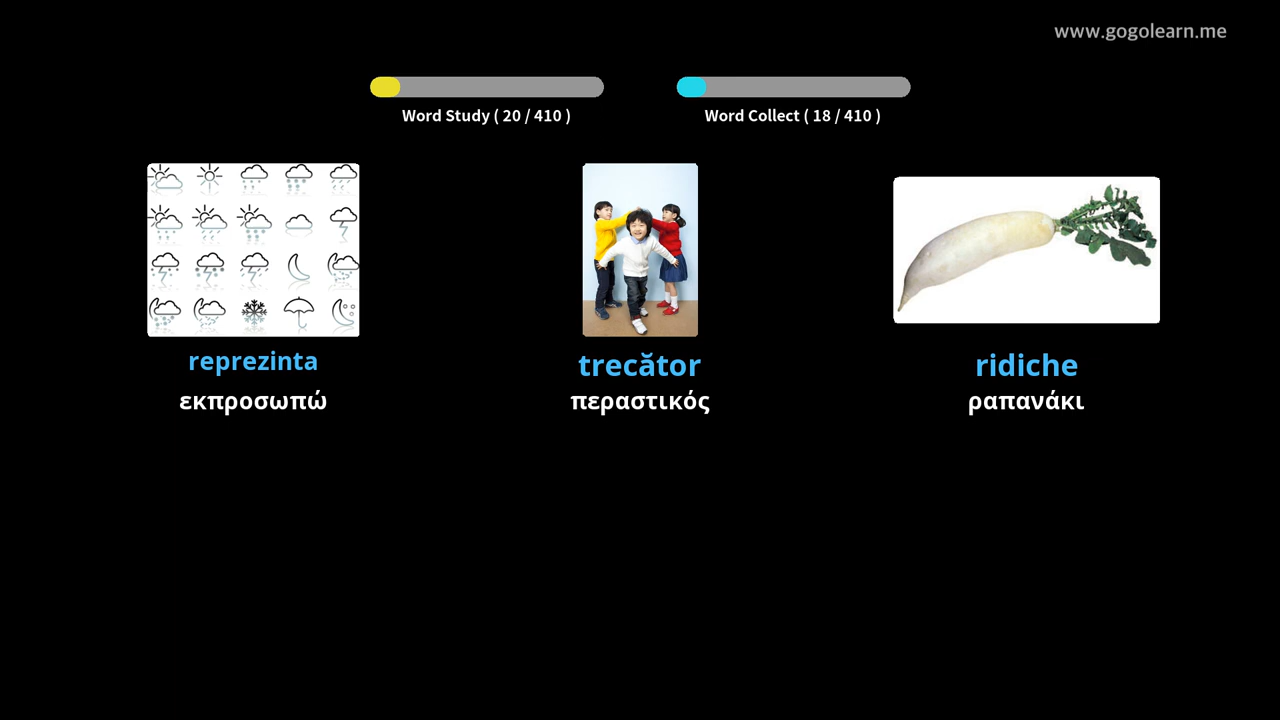 www.gogolearn.me
Word Study ( 20 / 410 )
Word Collect ( 18 / 410 )
reprezinta
εκπροσωπώ
trecător
περαστικός
ridiche
ραπανάκι